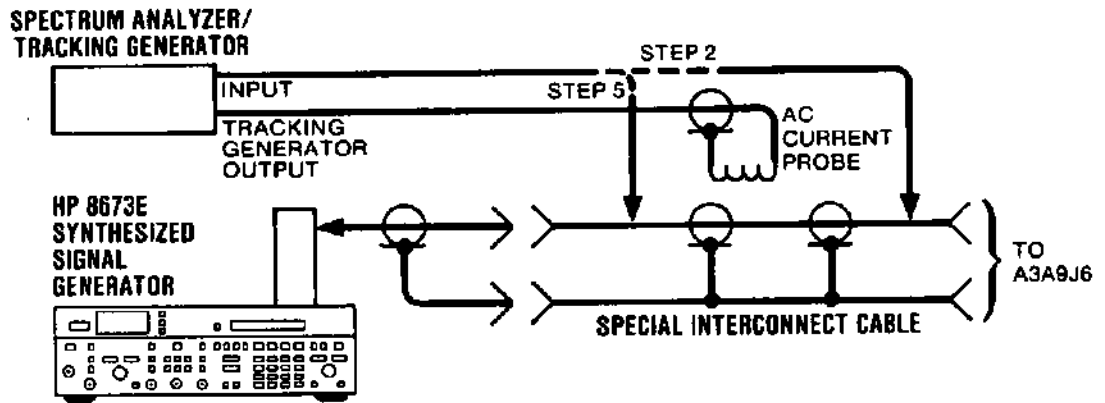 SPECTRUM ANALYZER/
TRACKING GENERATOR
INPUT
TRACKING
GENERATOR
OUTPUT
STEP 2
STEP 5
AC
CURRENT
PROBE
HP 8673E
SYNTHESIZED
SIGNAL
GENERATOR
TO
A3A9J6
SPECIAL INTERCONNECT CABLE